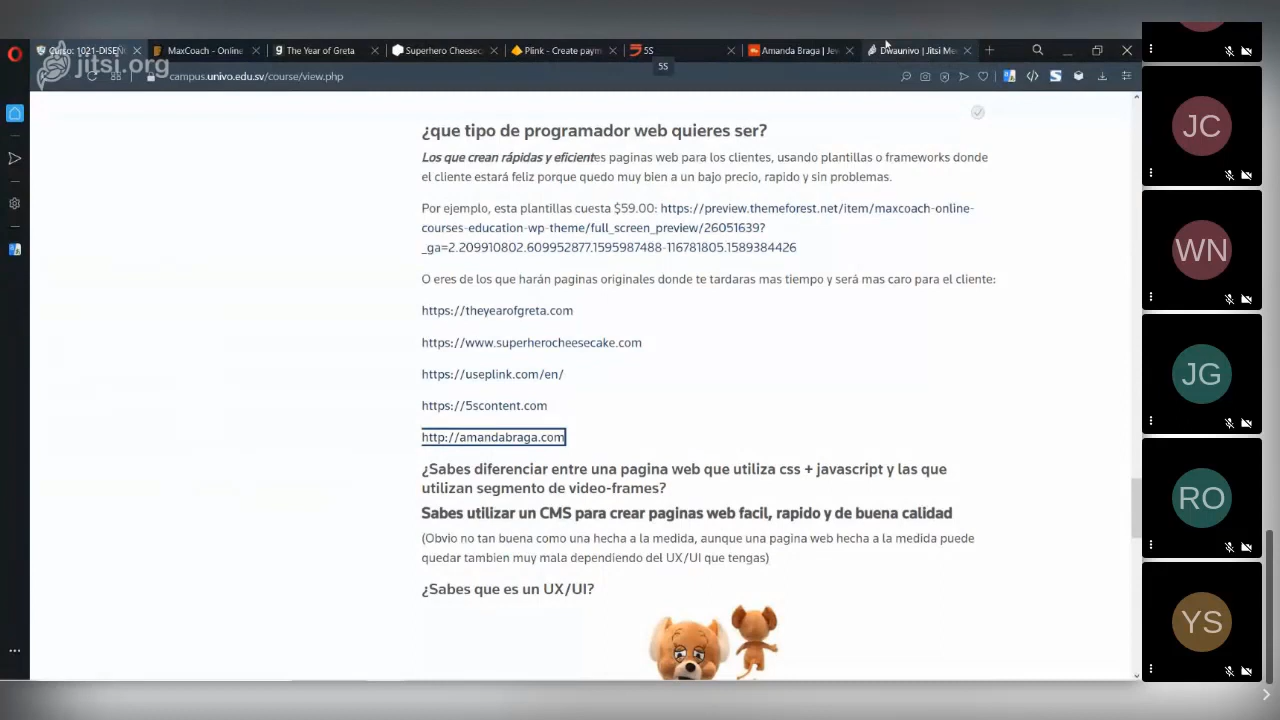 jitsi.org
Curso: 1021-DISEÑ
MaxCoach - Online
The Year of Greta
Superhero Cheesec
Plink - Create paym
5S
Amanda Braga | Jew
Dwaunivo | Jitsi Me
5S
campus.univo.edu.sv/course/view.php
¿que tipo de programador web quieres ser?
Los que crean rápidas y eficientes paginas web para los clientes, usando plantillas o frameworks donde
el cliente estará feliz porque quedo muy bien a un bajo precio, rapido y sin problemas.
Por ejemplo, esta plantillas cuesta $59.00: https://preview.themeforest.net/item/maxcoach-online-
courses-education-wp-theme/full_screen_preview/26051639?
_ga=2.209910802.609952877.1595987488-116781805.1589384426
O eres de los que harán paginas originales donde te tardaras mas tiempo y será mas caro para el cliente:
https://theyearofgreta.com
https://www.superherocheesecake.com
https://useplink.com/en/
https://5scontent.com
http://amandabraga.com
¿Sabes diferenciar entre una pagina web que utiliza css + javascript y las que
utilizan segmento de video-frames?
Sabes utilizar un CMS para crear paginas web facil, rapido y de buena calidad
(Obvio no tan buena como una hecha a la medida, aunque una pagina web hecha a la medida puede
quedar tambien muy mala dependiendo del UX/UI que tengas)
¿Sabes que es un UX/UI?
JC
WN
JG
RO
YS